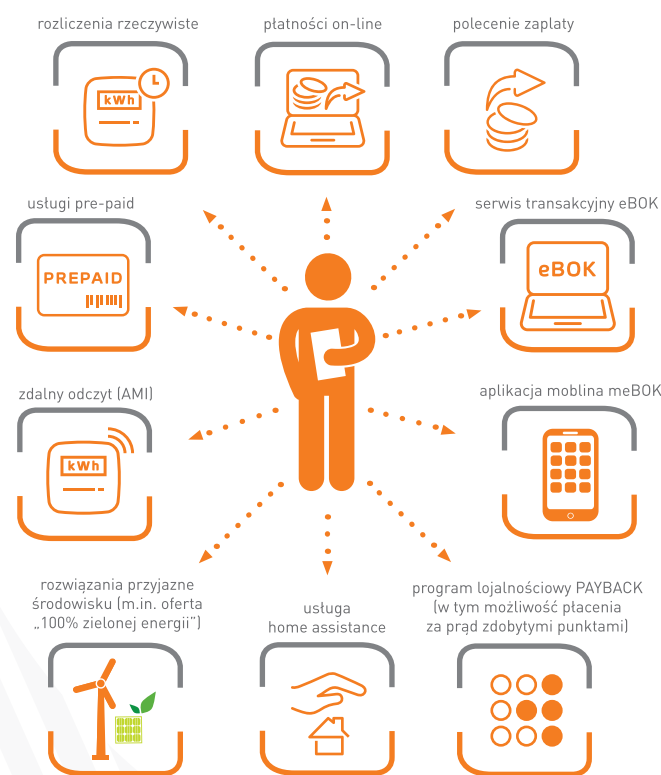 rozliczenia rzeczywiste
płatności on-line
polecenie zapłaty
kWh
usługi pre-paid
serwis transakcyjny eBOK
PREPAID
eBOK
zdalny odczyt (AMI)
aplikacja moblina meBOK
kWh
rozwiązania przyjazne
środowisku (m.in. oferta
„100% zielonej energii”)
usługa
home assistance
program lojalnościowy PAYBACK
(w tym możliwość płacenia
za prąd zdobytymi punktami)